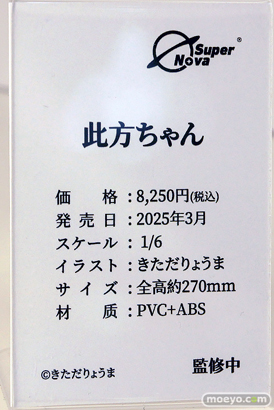 Super Nova ®
此方ちゃん
価格:8,250円(税込)
発売日:2025年3月
スケール:1/6
イラスト:きただりょうま
サイズ:全高約270mm
材質:PVC+ABS
©きただりょうま
監修中
moeyo.com